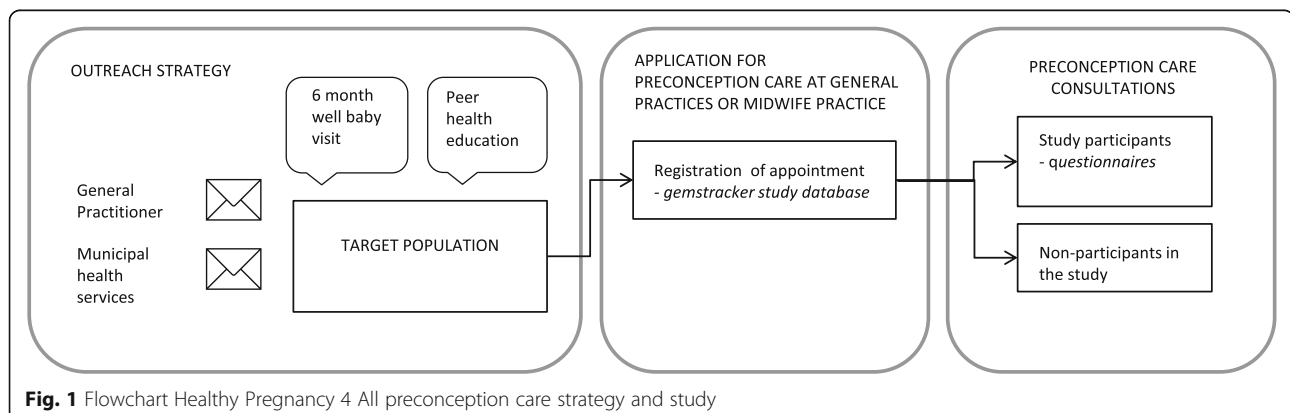 OUTREACH STRATEGY
6 month
well baby
visit
Peer
health
education
General
Practitioner
Municipal
health
services
TARGET POPULATION
APPLICATION FOR
PRECONCEPTION CARE AT GENERAL
PRACTICES OR MIDWIFE PRACTICE
Registration of appointment
- gemstracker study database
PRECONCEPTION CARE
CONSULTATIONS
Study participants
- questionnaires
Non-participants in
the study
Fig. 1 Flowchart Healthy Pregnancy 4 All preconception care strategy and study